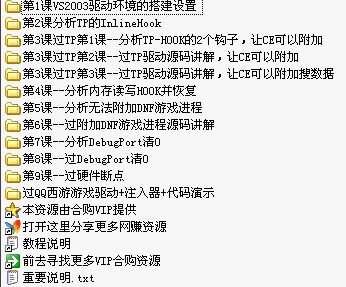 第1课VS2003驱动环境的搭建设置
第2课分析TP的InlineHook
第3课过TP第1课--分析TP-HOOK的2个钩子，让CE可以附加
第3课过TP第2课--过TP驱动源码讲解，让CE可以附加
第3课过TP第3课--过TP驱动源码讲解，让CE可以附加搜数据
第4课--分析内存读写HOOK并恢复
第5课--分析无法附加DNF游戏进程
第6课--过附加DNF游戏进程源码讲解
第7课--分析DebugPort清0
第8课--过DebugPort清0
第9课--过硬件断点
过QQ西游游戏驱动+注入器+代码演示
本资源由合购VIP提供
打开这里分享更多网赚资源
教程说明
前去寻找更多VIP合购资源
重要说明.txt